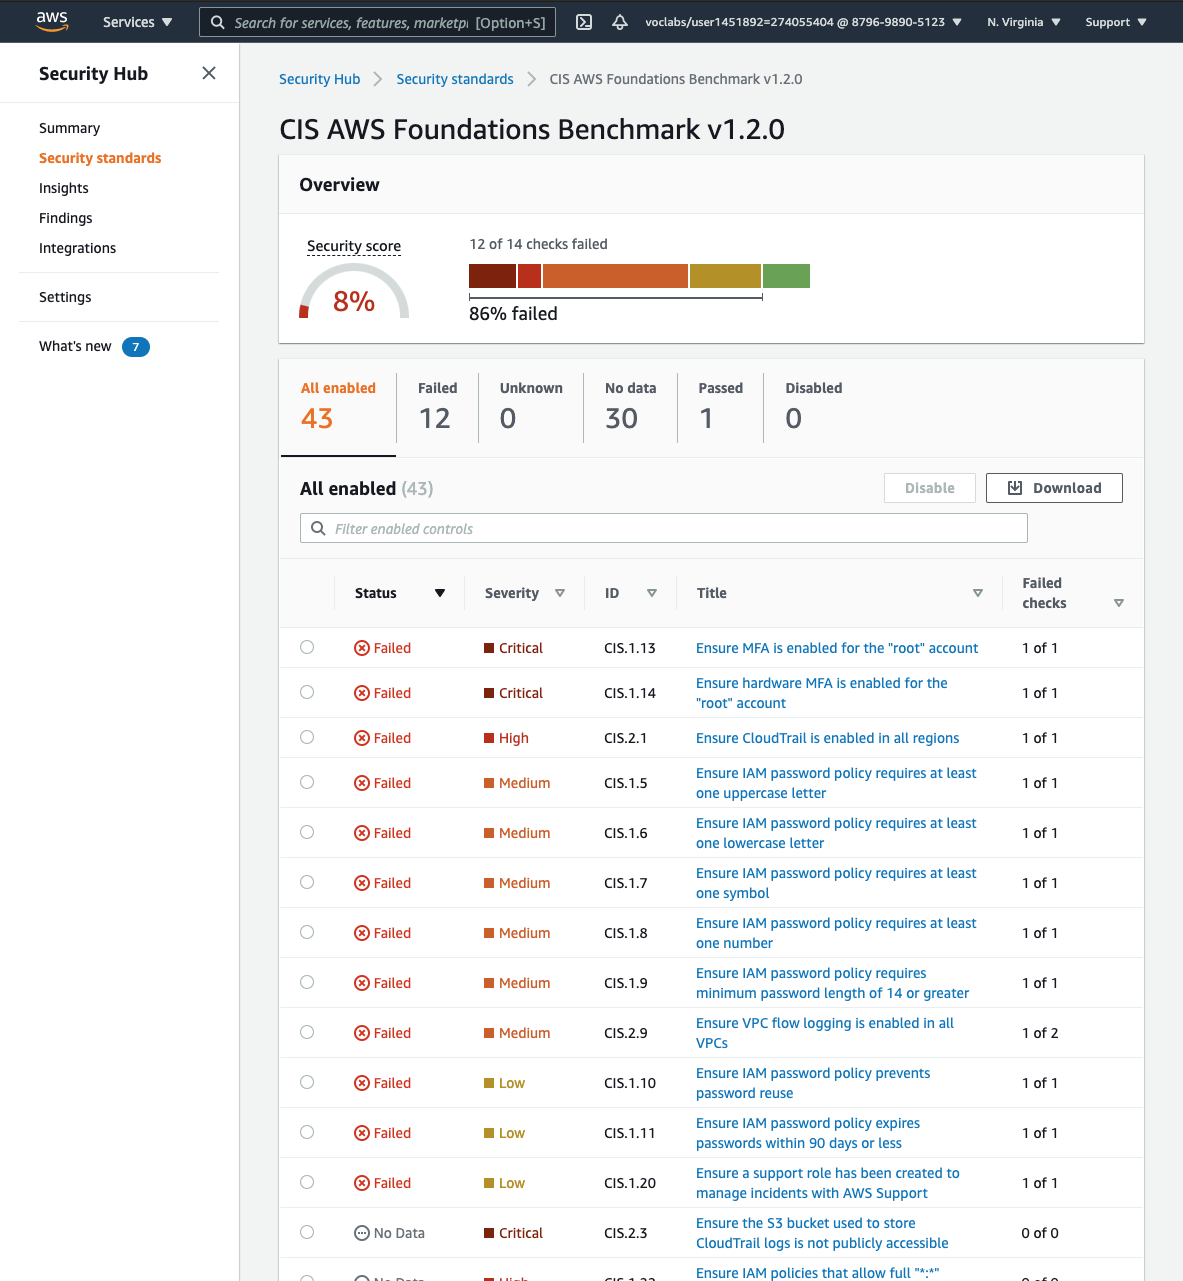 aws
Services
Search for services, features, marketpl [Option+S]
voclabs/user1451892=274055404 @ 8796-9890-5123
N. Virginia
Support
Security Hub
Summary
Security standards
Insights
Findings
Integrations
Settings
What's new 7
Security Hub
Security standards
CIS AWS Foundations Benchmark v1.2.0
CIS AWS Foundations Benchmark v1.2.0
Overview
Security score
8%
12 of 14 checks failed
86% failed
All enabled
43
Failed
12
Unknown
0
No data
30
Passed
1
Disabled
0
All enabled (43)
Disable
Download
Filter enabled controls
Status
Severity
ID
Title
Failed
checks
Failed Critical CIS.1.13 Ensure MFA is enabled for the "root" account 1 of 1
Failed Critical CIS.1.14 Ensure hardware MFA is enabled for the
"root" account
1 of 1
Failed High CIS.2.1 Ensure CloudTrail is enabled in all regions 1 of 1
Failed Medium CIS.1.5 Ensure IAM password policy requires at least
one uppercase letter
1 of 1
Failed Medium CIS.1.6 Ensure IAM password policy requires at least
one lowercase letter
1 of 1
Failed Medium CIS.1.7 Ensure IAM password policy requires at least
one symbol
1 of 1
Failed Medium CIS.1.8 Ensure IAM password policy requires at least
one number
1 of 1
Failed Medium CIS.1.9 Ensure IAM password policy requires
minimum password length of 14 or greater
1 of 1
Failed Medium CIS.2.9 Ensure VPC flow logging is enabled in all
VPCs
1 of 2
Failed Low CIS.1.10 Ensure IAM password policy prevents
password reuse
1 of 1
Failed Low CIS.1.11 Ensure IAM password policy expires
passwords within 90 days or less
1 of 1
Failed Low CIS.1.20 Ensure a support role has been created to
manage incidents with AWS Support
1 of 1
No Data Critical CIS.2.3 Ensure the S3 bucket used to store
CloudTrail logs is not publicly accessible
0 of 0
No Data High CIS.1.22 Ensure IAM policies that allow full "*:*"
0 of 0